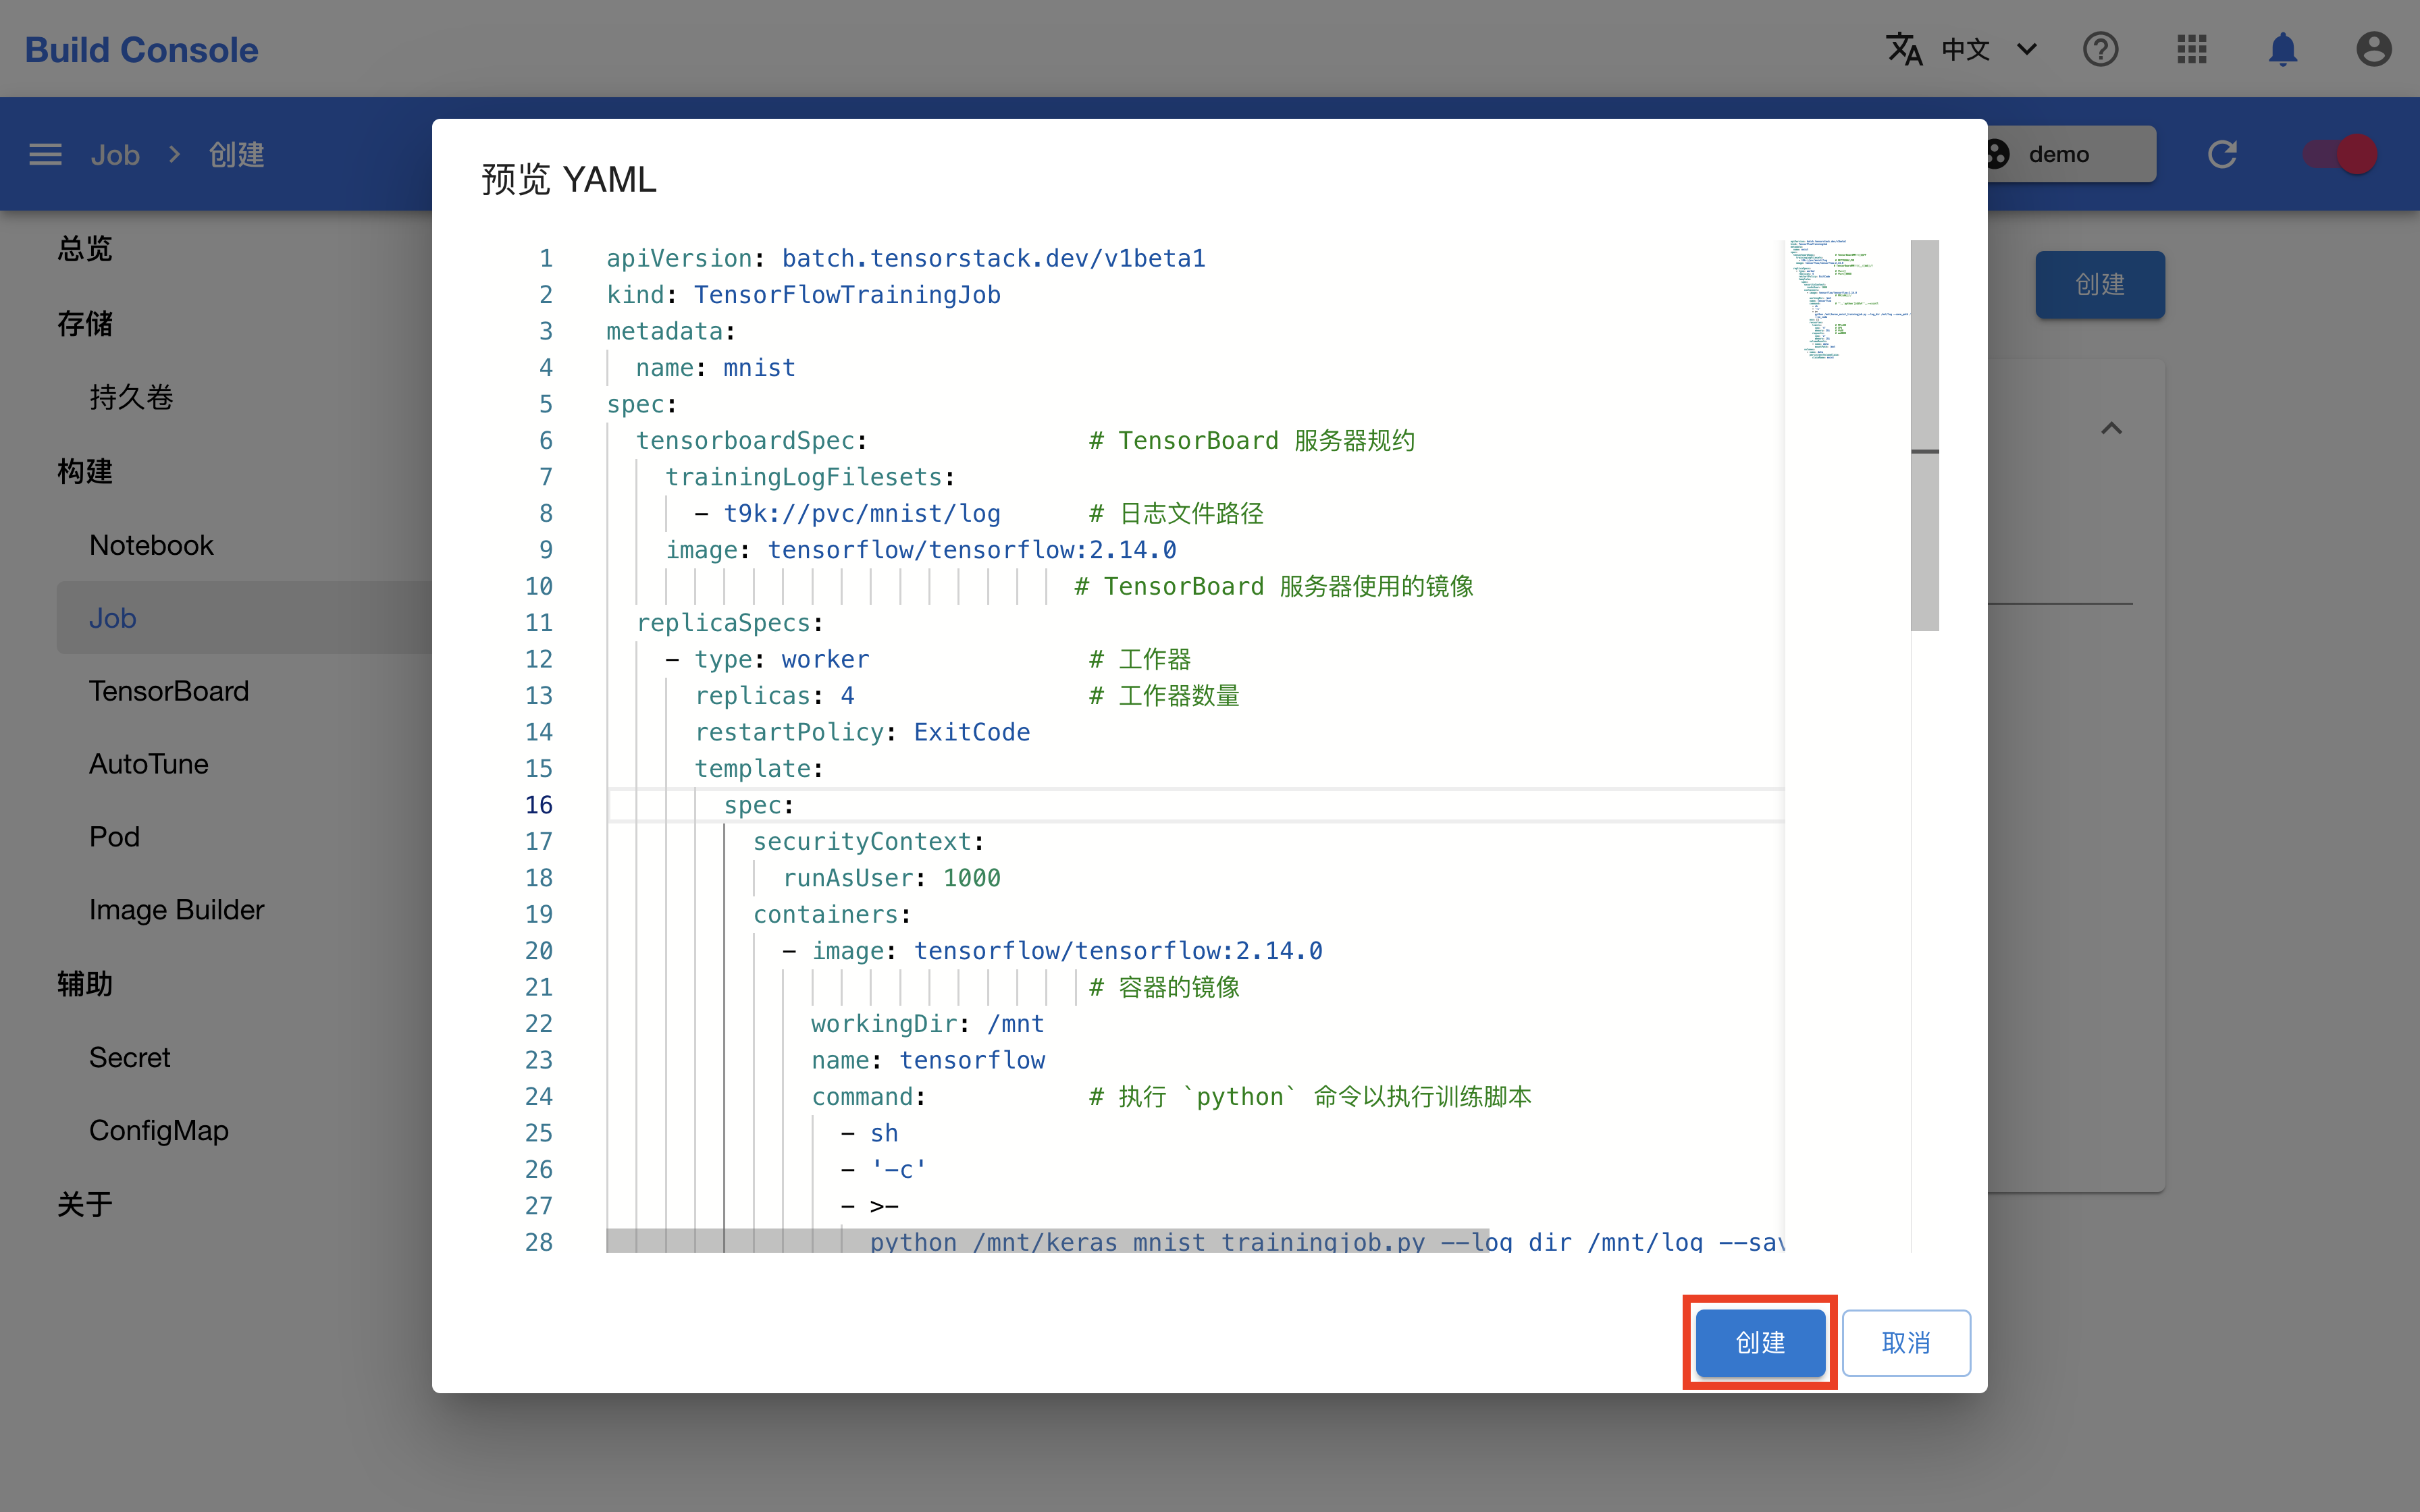 Build Console
中文
Job > 创建
demo
总览
存储
持久卷
构建
Notebook
Job
TensorBoard
AutoTune
Pod
Image Builder
辅助
Secret
ConfigMap
关于
创建
预览 YAML
1 apiVersion: batch.tensorstack.dev/v1beta1
2 kind: TensorFlowTrainingJob
3 metadata:
4   name: mnist
5 spec:
6   tensorboardSpec:               # TensorBoard 服务器规约
7     trainingLogFilesets:
8       - t9k://pvc/mnist/log      # 日志文件路径
9     image: tensorflow/tensorflow:2.14.0
10                                # TensorBoard 服务器使用的镜像
11   replicaSpecs:
12     - type: worker               # 工作器
13       replicas: 4                # 工作器数量
14       restartPolicy: ExitCode
15       template:
16         spec:
17           securityContext:
18             runAsUser: 1000
19           containers:
20             - image: tensorflow/tensorflow:2.14.0
21                                 # 容器的镜像
22               workingDir: /mnt
23               name: tensorflow
24               command:           # 执行 `python` 命令以执行训练脚本
25                 - sh
26                 - '-c'
27                 - >-
28                   python /mnt/keras_mnist_trainingjob.py --log_dir /mnt/log --sav
创建
取消